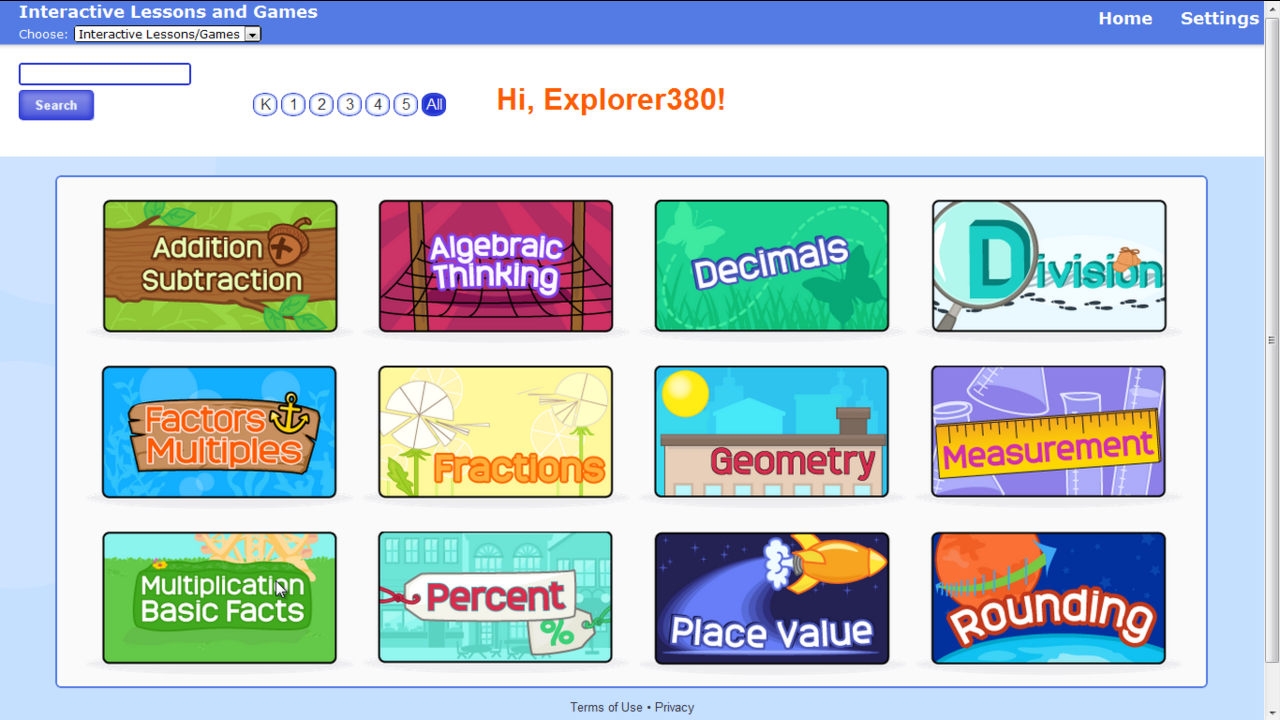 Interactive Lessons and Games
Home Settings
Choose: Interactive Lessons/Games
Search
K 1 2 3 4 5 All
Hi, Explorer380!
Addition +
Subtraction
Algebraic
Thinking
Decimals
Division
Factors
Multiples
Fractions
Geometry
Measurement
Multiplication
Basic Facts
Percent
%
Place Value
Rounding
Terms of Use • Privacy